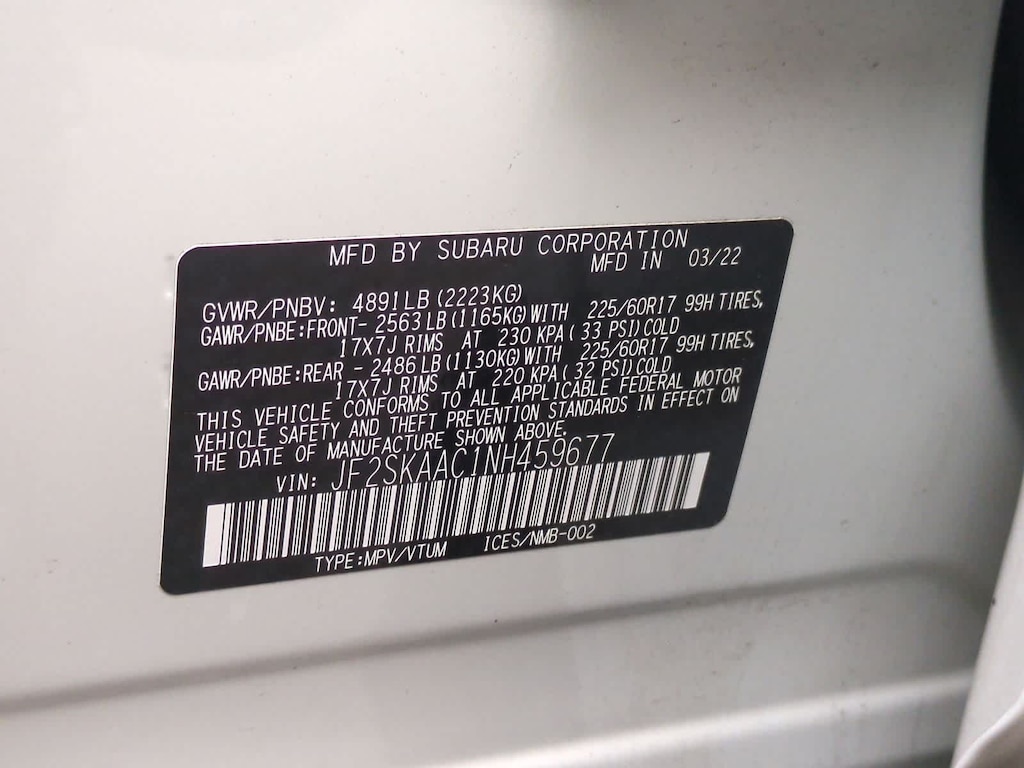 MFD BY SUBARU CORPORATION
MFD IN 03/22
GVWR/PNBV: 4891LB (2223KG)
GAWR/PNBE:FRONT- 2563LB (1165KG) WITH 225/60R17 99H TIRES,
17X7J RIMS AT 230 KPA ( 33 PSI) COLD
GAWR/PNBE:REAR - 2486LB (1130KG) WITH 225/60R17 99H TIRES,
17X7J RIMS AT 220 KPA ( 32 PSI) COLD
THIS VEHICLE CONFORMS TO ALL APPLICABLE FEDERAL MOTOR
VEHICLE SAFETY AND THEFT PREVENTION STANDARDS IN EFFECT ON
THE DATE OF MANUFACTURE SHOWN ABOVE.
VIN: JF2SKAAC1NH459677
TYPE:MPV/VTUM ICES/NMB-002